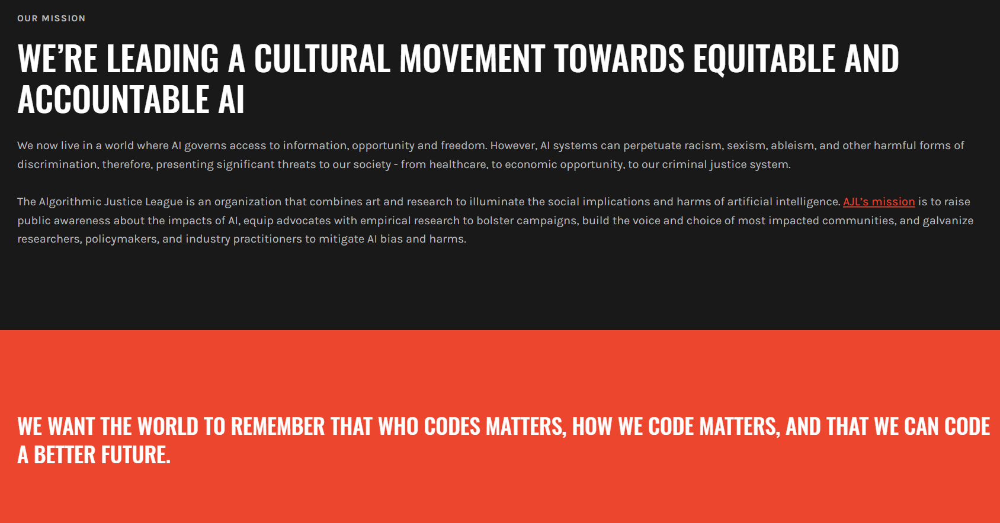 OUR MISSION
WE’RE LEADING A CULTURAL MOVEMENT TOWARDS EQUITABLE AND
ACCOUNTABLE AI
We now live in a world where AI governs access to information, opportunity and freedom. However, AI systems can perpetuate racism, sexism, ableism, and other harmful forms of
discrimination, therefore, presenting significant threats to our society - from healthcare, to economic opportunity, to our criminal justice system.
The Algorithmic Justice League is an organization that combines art and research to illuminate the social implications and harms of artificial intelligence. AJL’s mission is to raise
public awareness about the impacts of AI, equip advocates with empirical research to bolster campaigns, build the voice and choice of most impacted communities, and galvanize
researchers, policymakers, and industry practitioners to mitigate AI bias and harms.
WE WANT THE WORLD TO REMEMBER THAT WHO CODES MATTERS, HOW WE CODE MATTERS, AND THAT WE CAN CODE
A BETTER FUTURE.